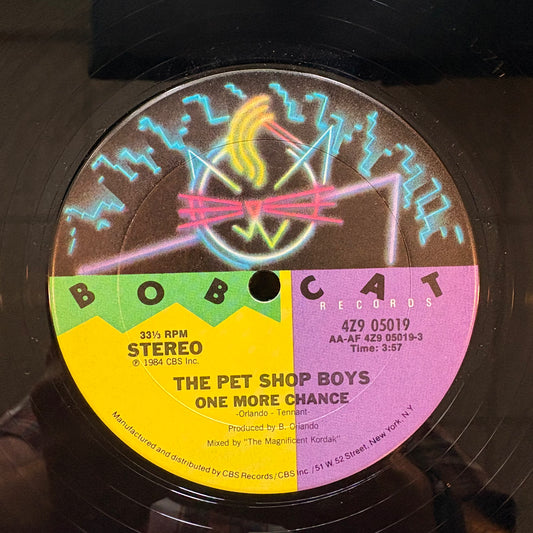 BOBCAT
RECORDS
33⅓ RPM
STEREO
℗ 1984 CBS Inc.
4Z9 05019
AA-AF 4Z9 05019-3
Time: 3:57
THE PET SHOP BOYS
ONE MORE CHANCE
-Orlando - Tennant-
Produced by B. Orlando
Mixed by "The Magnificent Kordak"
Manufactured and distributed by CBS Records/CBS Inc./51 W. 52 Street, New York, N.Y.